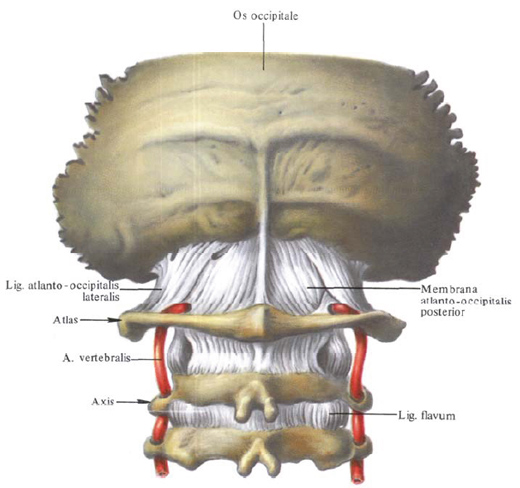 Os occipitale
Lig. atlanto-occipitalis
lateralis
Membrana
atlanto-occipitalis
posterior
Atlas
A. vertebralis
Axis
Lig. flavum